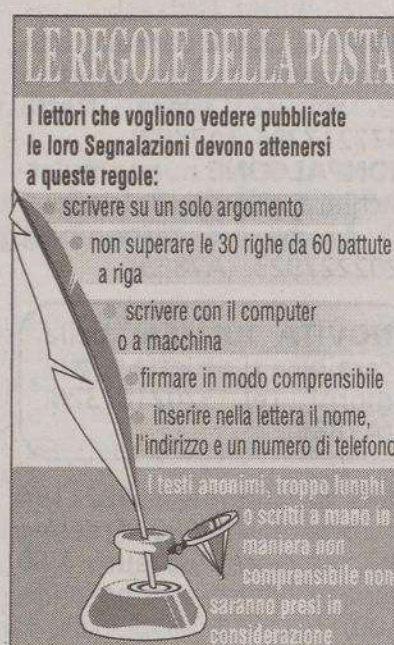 LE REGOLE DELLA POSTA
I lettori che vogliono vedere pubblicate
le loro Segnalazioni devono attenersi
a queste regole:
scrivere su un solo argomento
non superare le 30 righe da 60 battute
a riga
scrivere con il computer
o a macchina
firmare in modo comprensibile
inserire nella lettera il nome,
l'indirizzo e un numero di telefono
I testi anonimi, troppo lunghi
o scritti a mano in
maniera non
comprensibile non
saranno presi in
considerazione